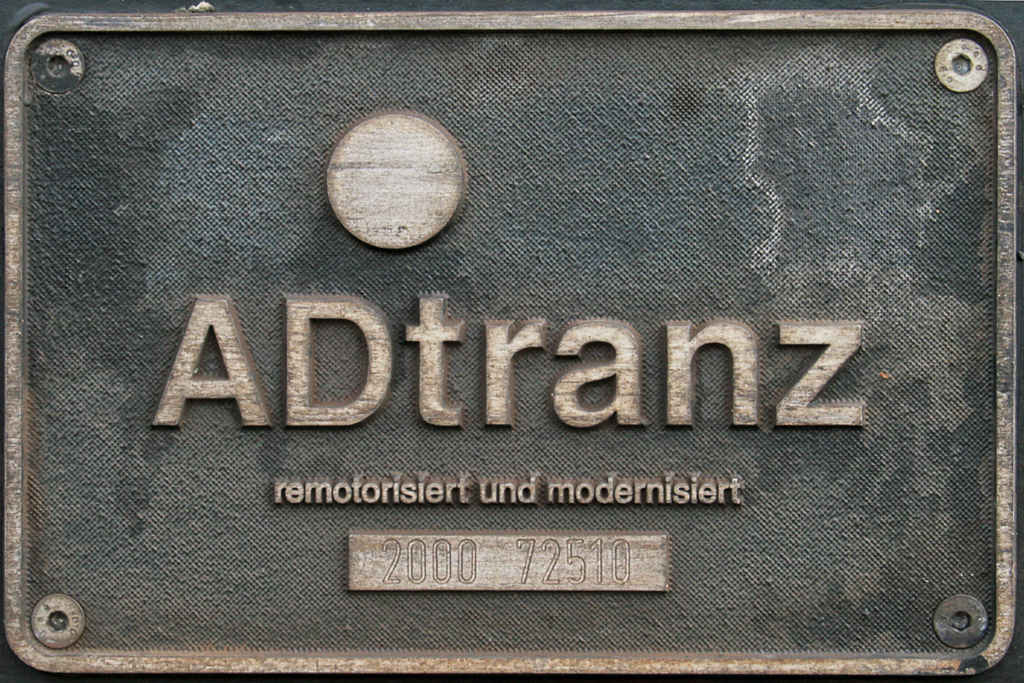 ADtranz
remotorisiert und modernisiert
2000 72510